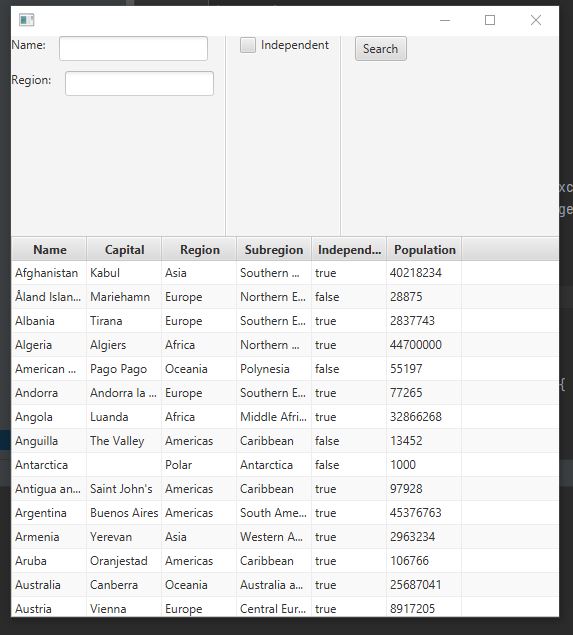 Name: Independent Search
Region:
Name Capital Region Subregion Independ... Population
Afghanistan Kabul Asia Southern ... true 40218234
Åland Islan... Mariehamn Europe Northern E... false 28875
Albania Tirana Europe Southern E... true 2837743
Algeria Algiers Africa Northern ... true 44700000
American ... Pago Pago Oceania Polynesia false 55197
Andorra Andorra la ... Europe Southern E... true 77265
Angola Luanda Africa Middle Afri... true 32866268
Anguilla The Valley Americas Caribbean false 13452
Antarctica Polar Antarctica false 1000
Antigua an... Saint John's Americas Caribbean true 97928
Argentina Buenos Aires Americas South Ame... true 45376763
Armenia Yerevan Asia Western A... true 2963234
Aruba Oranjestad Americas Caribbean true 106766
Australia Canberra Oceania Australia a... true 25687041
Austria Vienna Europe Central Eur... true 8917205
xc
ge
{